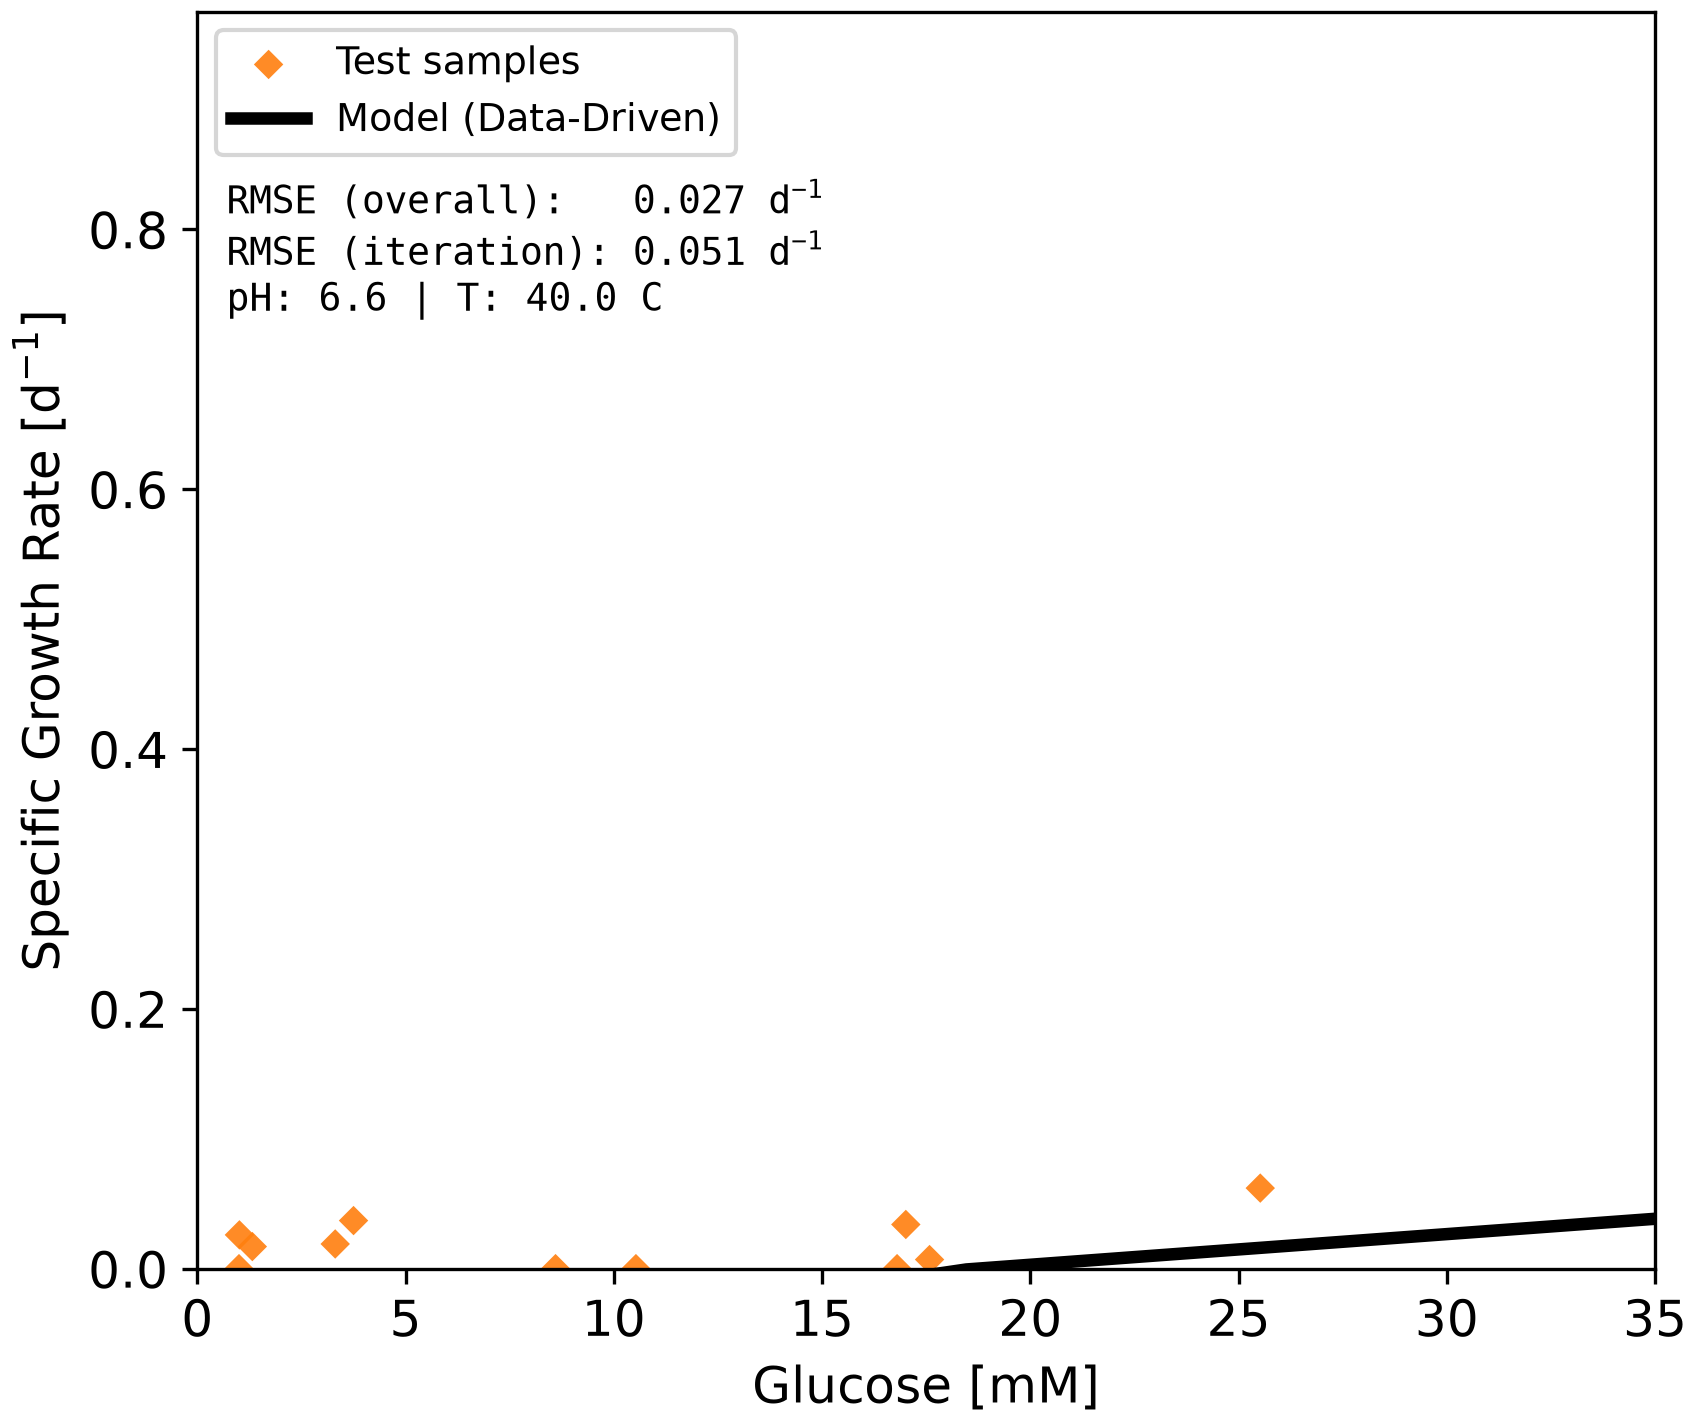 Test samples
Model (Data-Driven)
RMSE (overall):   0.027 d⁻¹
RMSE (iteration): 0.051 d⁻¹
pH: 6.6 | T: 40.0 C
Specific Growth Rate [d⁻¹]
0.8
0.6
0.4
0.2
0.0
0 5 10 15 20 25 30 35
Glucose [mM]